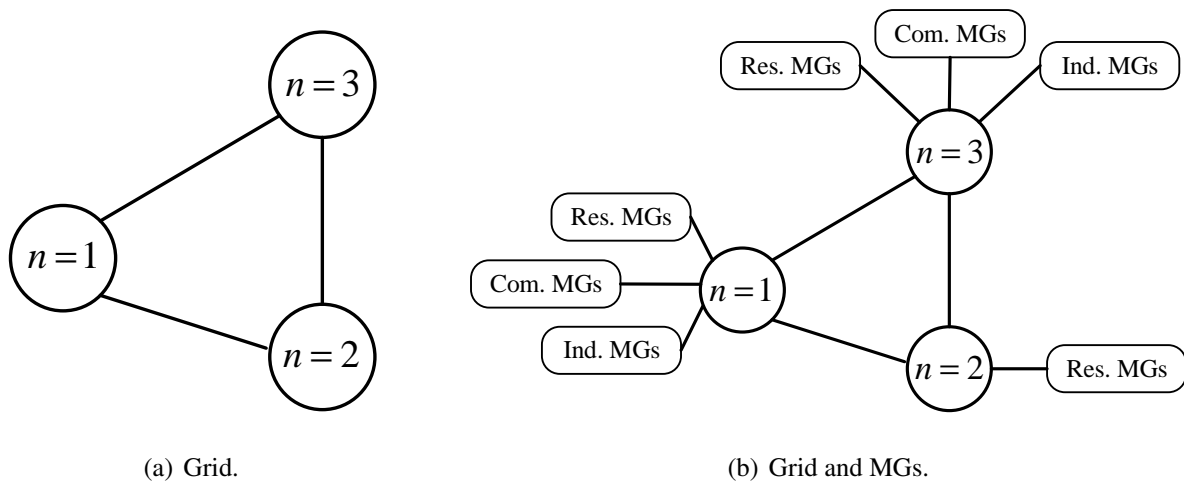 n = 3
n = 1
n = 2
(a) Grid.
Com. MGs
Res. MGs
Ind. MGs
n = 3
Res. MGs
Com. MGs
n = 1
Ind. MGs
n = 2
Res. MGs
(b) Grid and MGs.